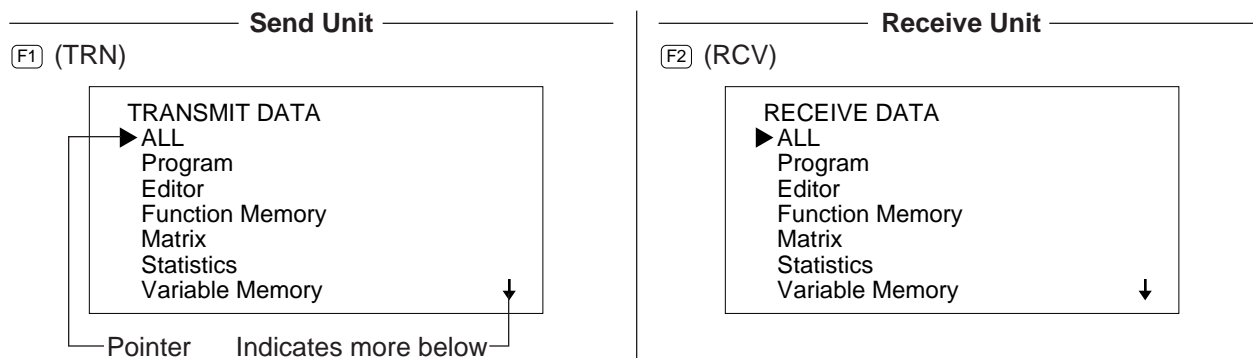 Send Unit
F1 (TRN)
TRANSMIT DATA
ALL
Program
Editor
Function Memory
Matrix
Statistics
Variable Memory
Pointer Indicates more below
Receive Unit
F2 (RCV)
RECEIVE DATA
ALL
Program
Editor
Function Memory
Matrix
Statistics
Variable Memory